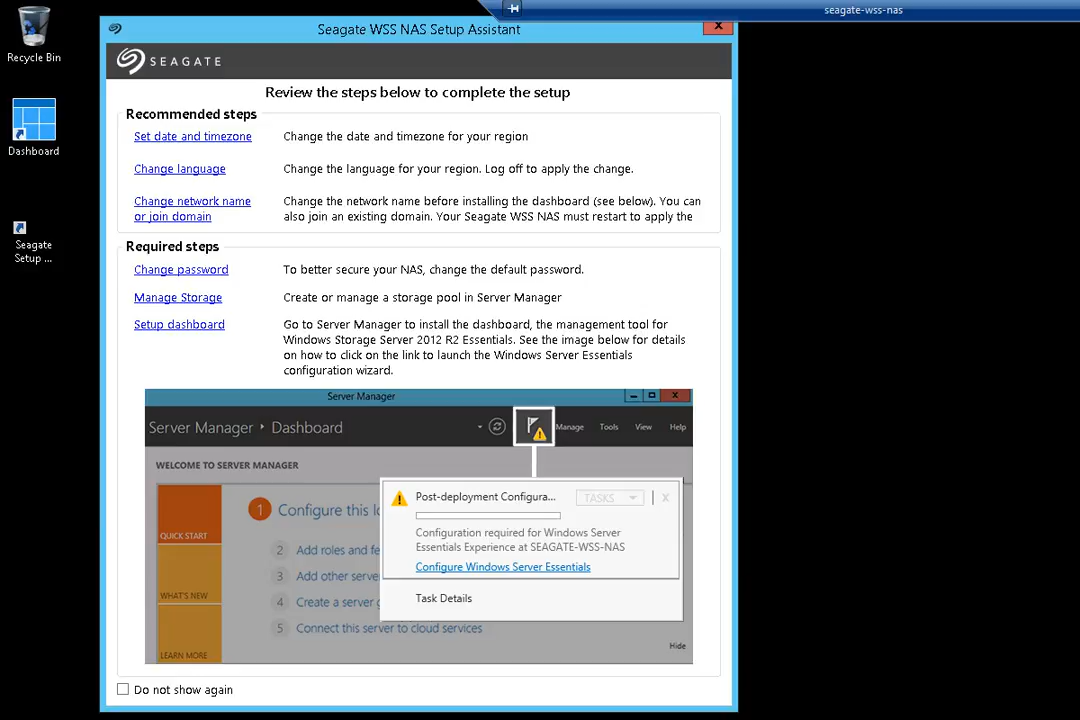 seagate-wss-nas
Recycle Bin
Dashboard
Seagate
Setup ...
Seagate WSS NAS Setup Assistant
X
SEAGATE
Review the steps below to complete the setup
Recommended steps
Set date and timezone
Change the date and timezone for your region
Change language
Change the language for your region. Log off to apply the change.
Change network name
or join domain
Change the network name before installing the dashboard (see below). You can
also join an existing domain. Your Seagate WSS NAS must restart to apply the
Required steps
Change password
To better secure your NAS, change the default password.
Manage Storage
Create or manage a storage pool in Server Manager
Setup dashboard
Go to Server Manager to install the dashboard, the management tool for
Windows Storage Server 2012 R2 Essentials. See the image below for details
on how to click on the link to launch the Windows Server Essentials
configuration wizard.
Server Manager
Server Manager
Dashboard
Manage
Tools
View
Help
WELCOME TO SERVER MANAGER
QUICK START
WHAT'S NEW
LEARN MORE
1 Configure this lo
2 Add roles and fe
3 Add other serve
4 Create a server g
5 Connect this server to cloud services
Post-deployment Configura...
TASKS
X
Configuration required for Windows Server
Essentials Experience at SEAGATE-WSS-NAS
Configure Windows Server Essentials
Task Details
Hide
Do not show again